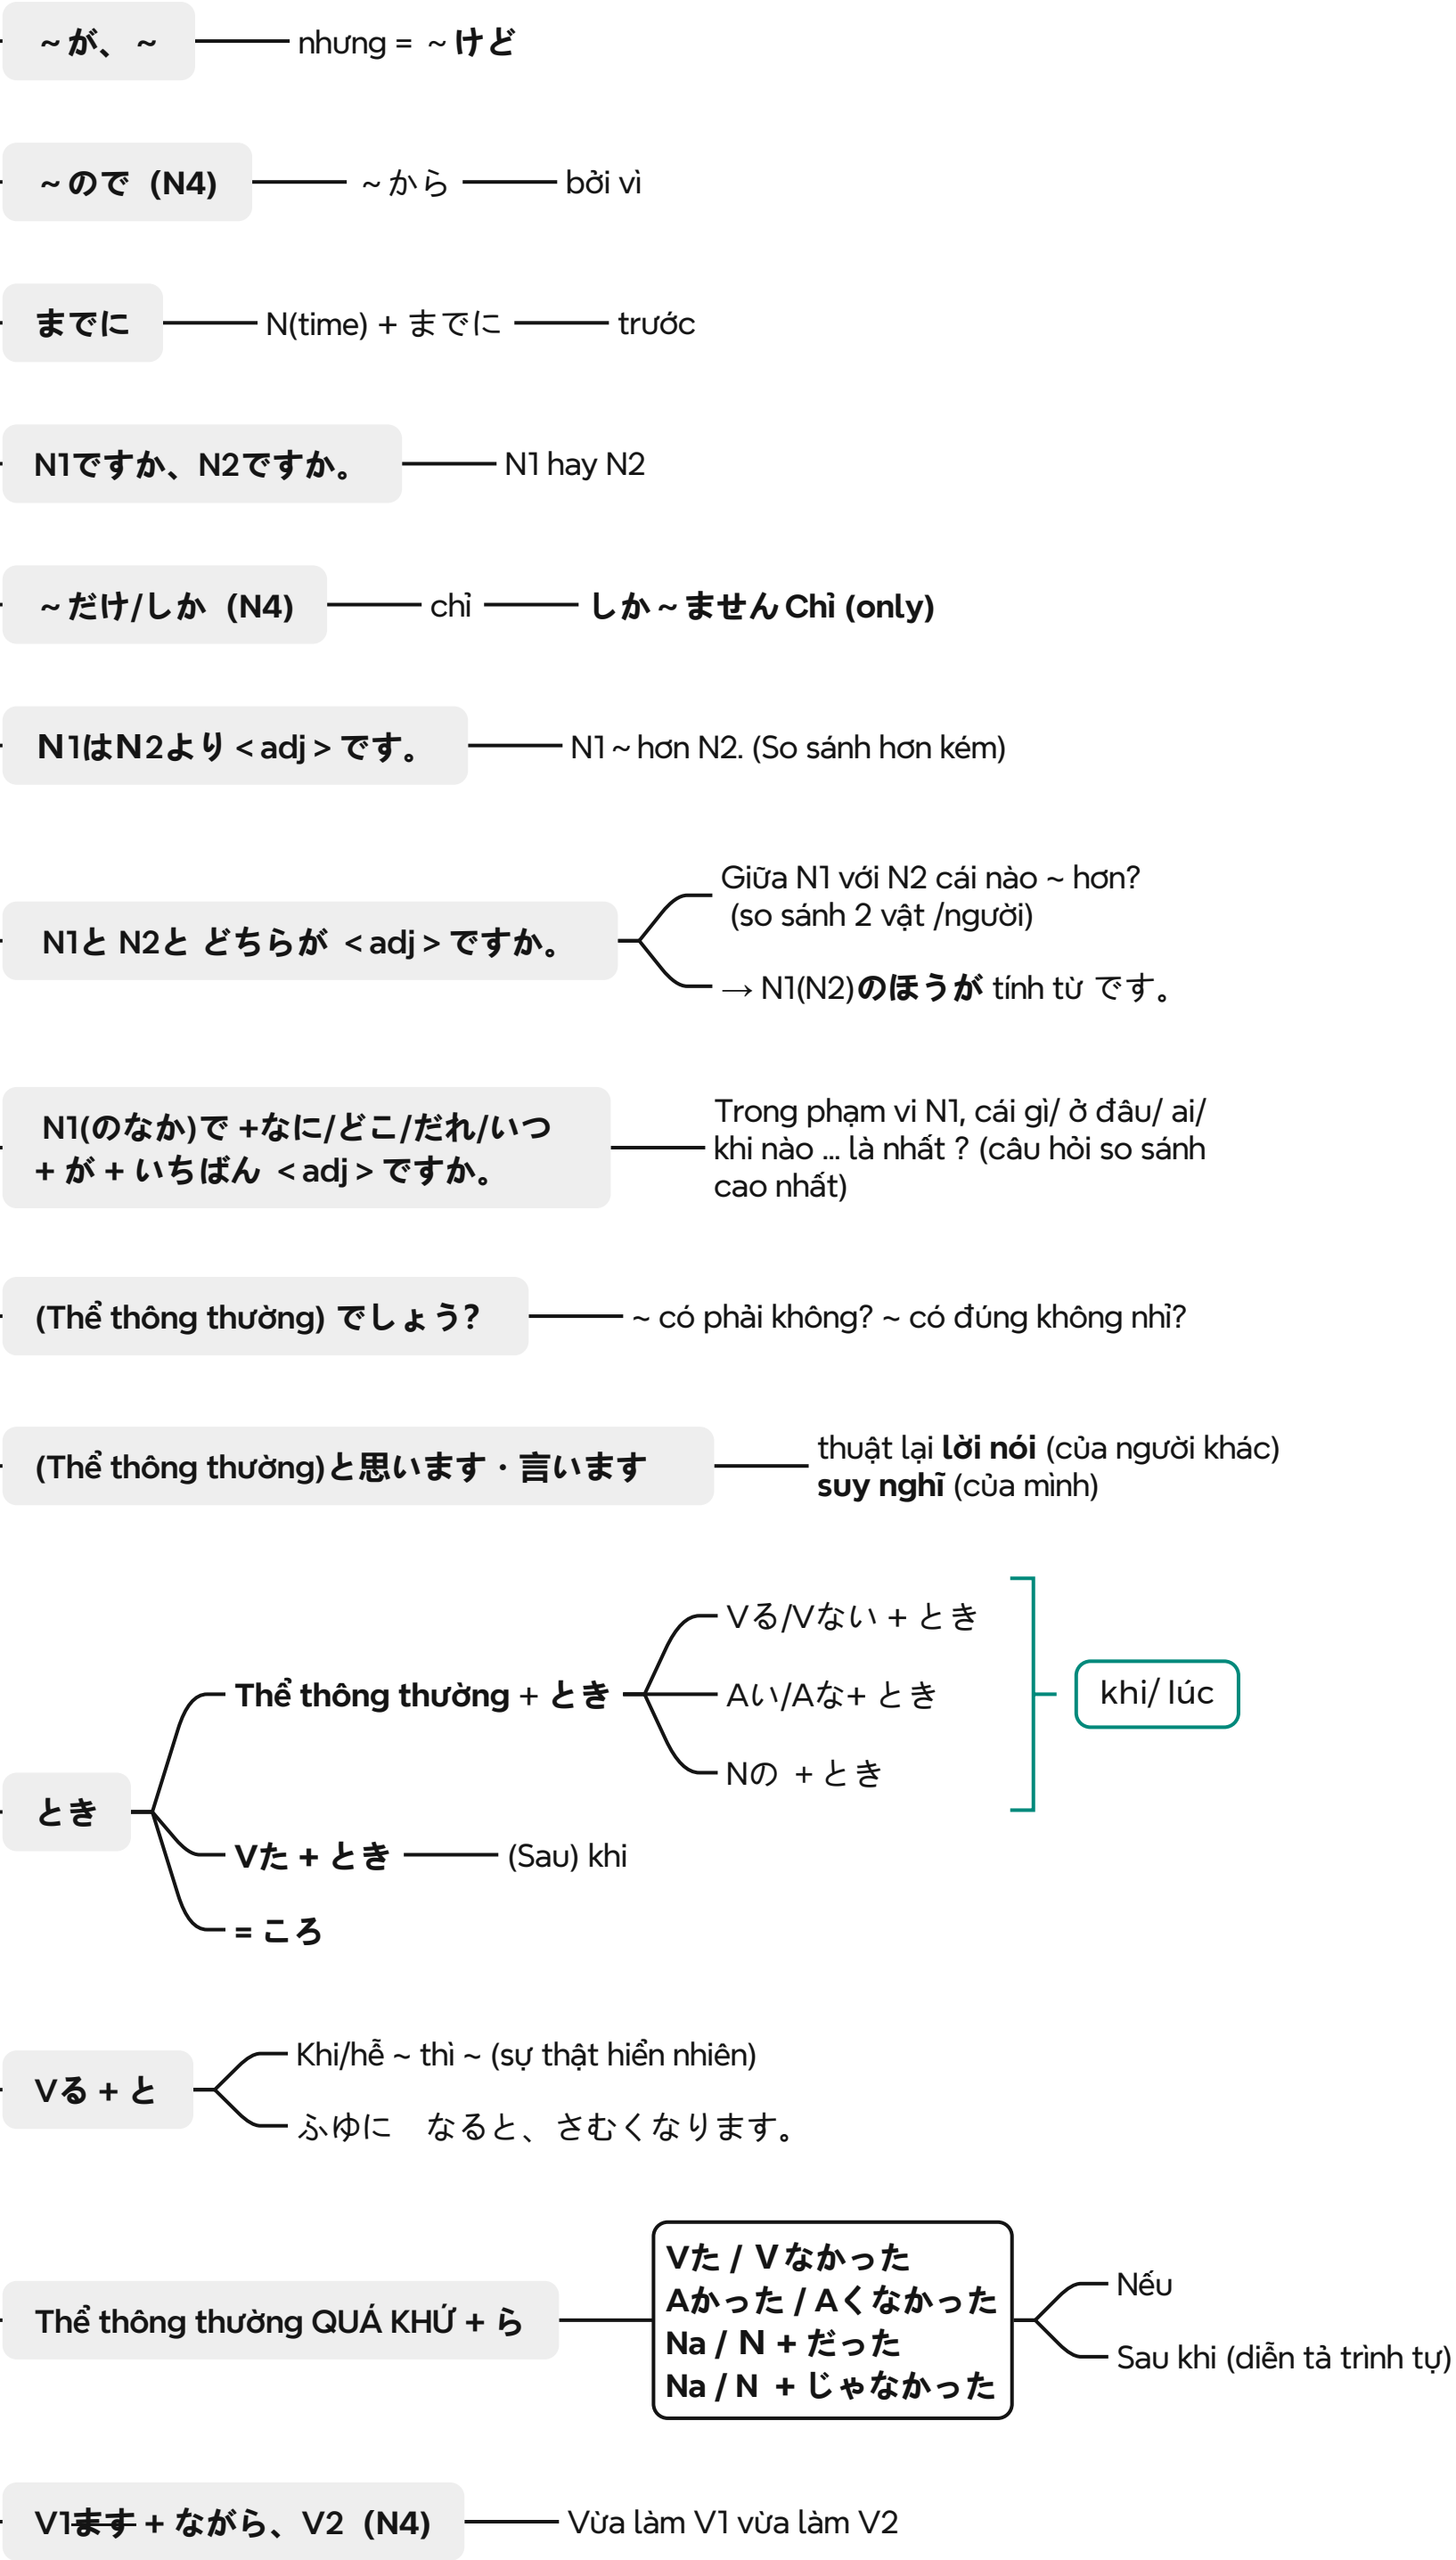 ~が、~ nhưng = ~けど
~ので (N4) ~から bởi vì
までに N(time) + までに trước
N1ですか、N2ですか。 N1 hay N2
~だけ/しか (N4) chỉ しか~ません Chỉ (only)
N1はN2より<adj>です。 N1~hơn N2. (So sánh hơn kém)
N1と N2と どちらが <adj>ですか。
Giữa N1 với N2 cái nào ~ hơn?
(so sánh 2 vật /người)
→ N1(N2)のほうが tính từ です。
N1(のなか)で +なに/どこ/だれ/いつ
+ が + いちばん <adj>ですか。
Trong phạm vi N1, cái gì/ ở đâu/ ai/
khi nào ... là nhất ? (câu hỏi so sánh
cao nhất)
(Thể thông thường) でしょう? ~ có phải không? ~ có đúng không nhỉ?
(Thể thông thường)と思います・言います
thuật lại lời nói (của người khác)
suy nghĩ (của mình)
とき
Thể thông thường + とき
Vる/Vない + とき
Aい/Aな+ とき
Nの + とき
khi/ lúc
Vた + とき (Sau) khi
= ころ
Vる + と
Khi/hễ ~ thì ~ (sự thật hiển nhiên)
ふゆに なると、さむくなります。
Thể thông thường QUÁ KHỨ + ら
Vた / Vなかった
Aかった / Aくなかった
Na / N + だった
Na / N + じゃなかった
Nếu
Sau khi (diễn tả trình tự)
V1ます + ながら、V2 (N4) Vừa làm V1 vừa làm V2